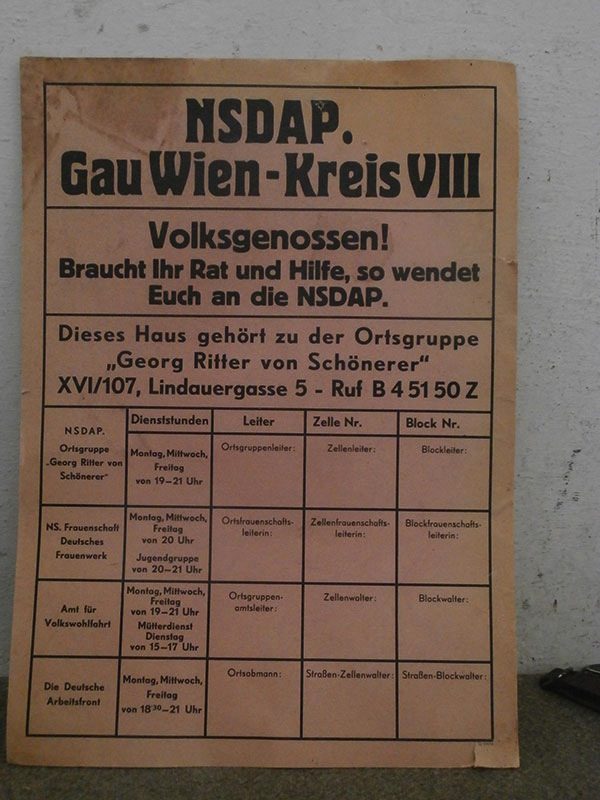 NSDAP.
Gau Wien-Kreis VIII
Volksgenossen!
Braucht Ihr Rat und Hilfe, so wendet
Euch an die NSDAP.
Dieses Haus gehört zu der Ortsgruppe
„Georg Ritter von Schönerer“
XVI/107, Lindauergasse 5 - Ruf B 4 51 50 Z
Dienststunden
Leiter
Zelle Nr.
Block Nr.
NSDAP.
Ortsgruppe
„Georg Ritter von
Schönerer“
Montag, Mittwoch,
Freitag
von 19—21 Uhr
Ortsgruppenleiter:
Zellenleiter:
Blockleiter:
NS. Frauenschaft
Deutsches
Frauenwerk
Montag, Mittwoch,
Freitag
von 20 Uhr
Jugendgruppe
von 20—21 Uhr
Ortsfrauenschafts-
leiterin:
Zellenfrauenschafts-
leiterin:
Blockfrauenschafts-
leiterin:
Amt für
Volkswohlfahrt
Montag, Mittwoch,
Freitag
von 19—21 Uhr
Mütterdienst
Dienstag
von 15—17 Uhr
Ortsgruppen-
amtsleiter:
Zellenwalter:
Blockwalter:
Die Deutsche
Arbeitsfront
Montag, Mittwoch,
Freitag
von 18³⁰—21 Uhr
Ortsobmann:
Straßen-Zellenwalter:
Straßen-Blockwalter: